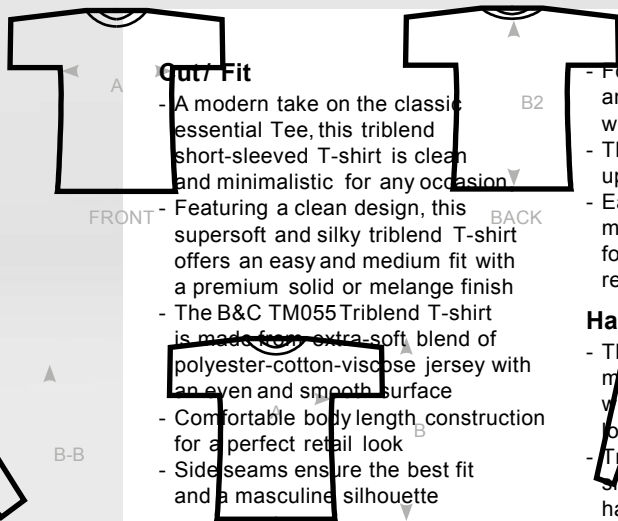 Cut / Fit
- A modern take on the classic
essential Tee, this triblend
short-sleeved T-shirt is clean
and minimalistic for any occasion
- Featuring a clean design, this
supersoft and silky triblend T-shirt
offers an easy and medium fit with
a premium solid or melange finish
- The B&C TM055 Triblend T-shirt
is made from extra-soft blend of
polyester-cotton-viscose jersey with
an even and smooth surface
- Comfortable body length construction
for a perfect retail look
- Side seams ensure the best fit
and a masculine silhouette
A
FRONT
B2
BACK
A
B
B-B